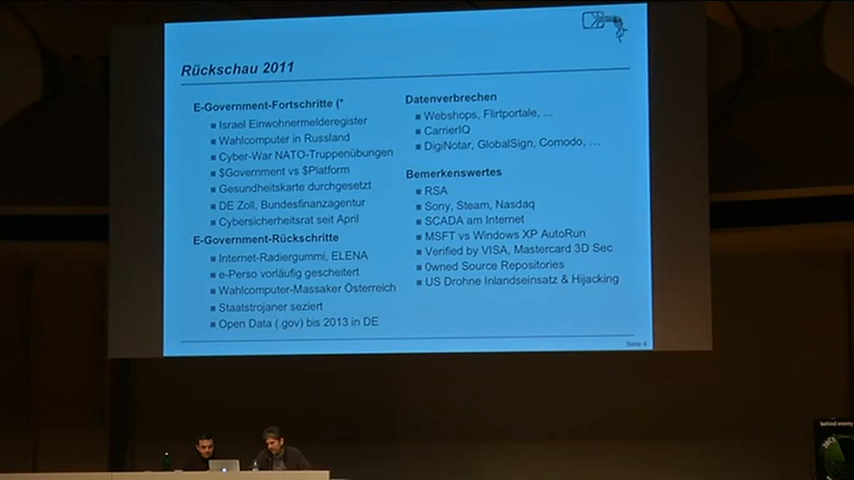 Rückschau 2011
E-Government-Fortschritte (*
Israel Einwohnermelderegister
Wahlcomputer in Russland
Cyber-War NATO-Truppenübungen
$Government vs $Platform
Gesundheitskarte durchgesetzt
DE Zoll, Bundesfinanzagentur
Cybersicherheitsrat seit April
E-Government-Rückschritte
Internet-Radiergummi, ELENA
e-Perso vorläufig gescheitert
Wahlcomputer-Massaker Österreich
Staatstrojaner seziert
Open Data (.gov) bis 2013 in DE
Datenverbrechen
Webshops, Flirtportale, ...
CarrierIQ
DigiNotar, GlobalSign, Comodo, ...
Bemerkenswertes
RSA
Sony, Steam, Nasdaq
SCADA am Internet
MSFT vs Windows XP AutoRun
Verified by VISA, Mastercard 3D Sec
0wned Source Repositories
US Drohne Inlandseinsatz & Hijacking
Seite 4
behind enemy